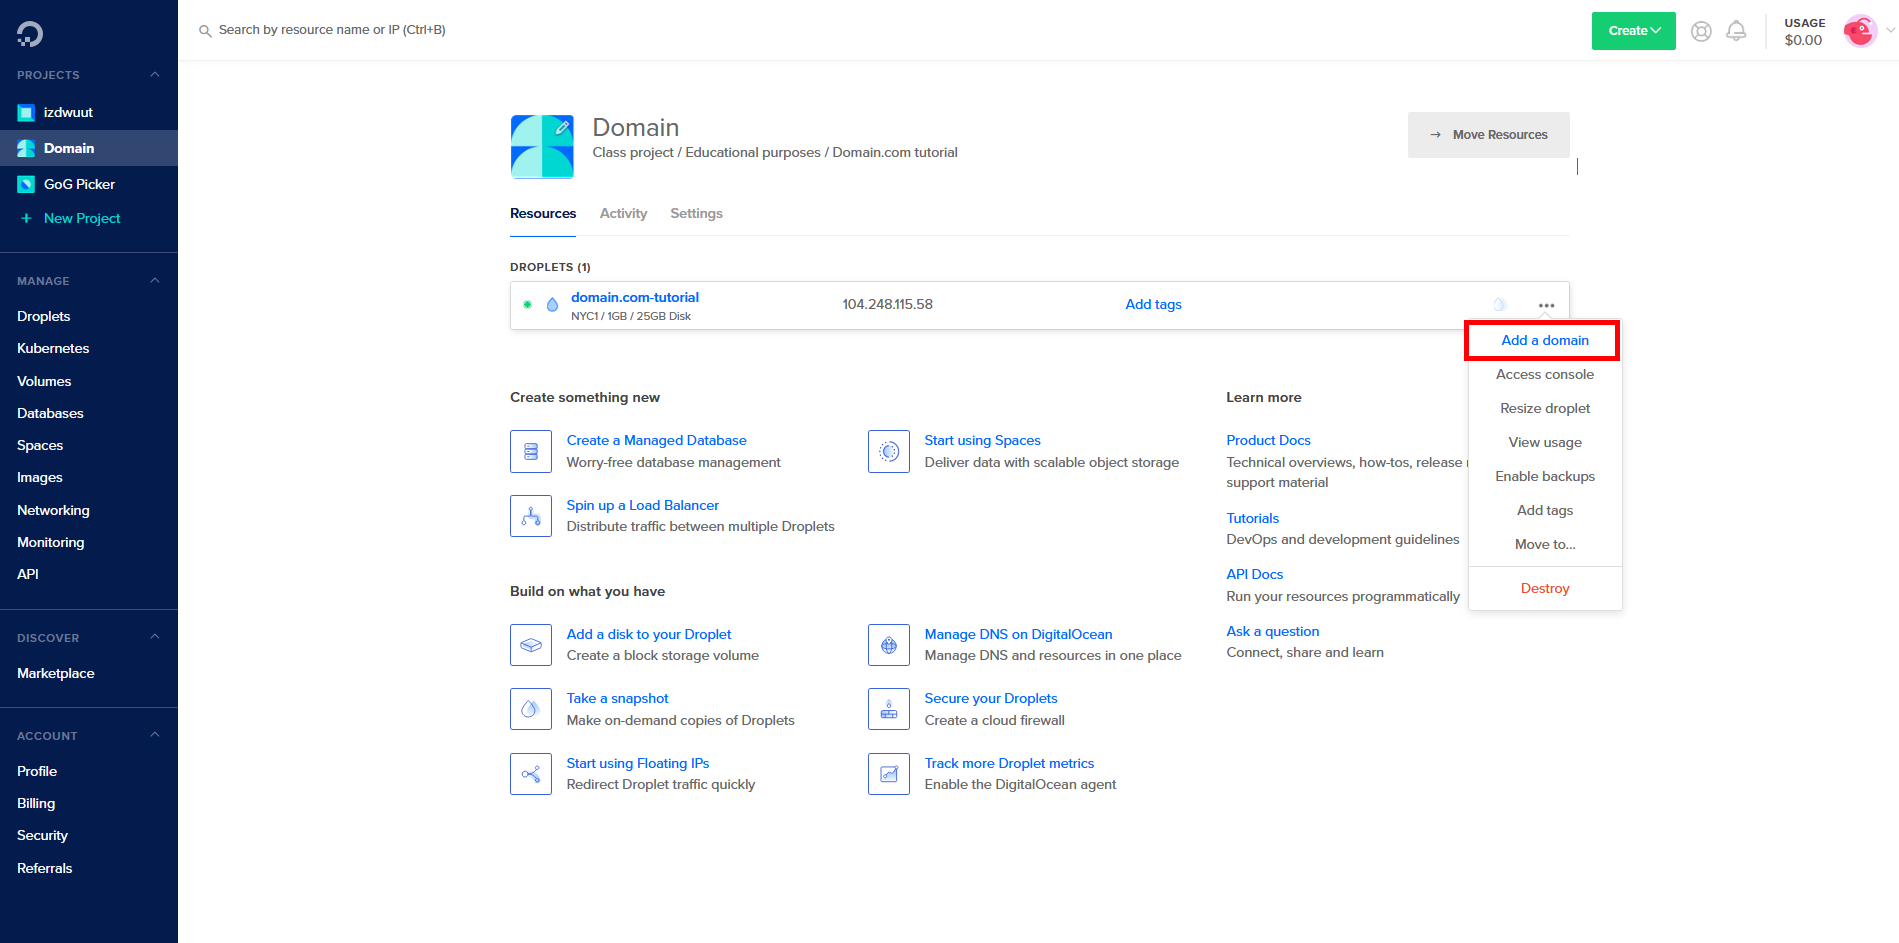 Search by resource name or IP (Ctrl+B)
Create
USAGE
$0.00
PROJECTS
izdwuut
Domain
GoG Picker
+ New Project
MANAGE
Droplets
Kubernetes
Volumes
Databases
Spaces
Images
Networking
Monitoring
API
DISCOVER
Marketplace
ACCOUNT
Profile
Billing
Security
Referrals
Domain
Class project / Educational purposes / Domain.com tutorial
→ Move Resources
Resources Activity Settings
DROPLETS (1)
domain.com-tutorial
NYC1 / 1GB / 25GB Disk
104.248.115.58
Add tags
Add a domain
Access console
Resize droplet
View usage
Enable backups
Add tags
Move to...
Destroy
Create something new
Create a Managed Database
Worry-free database management
Start using Spaces
Deliver data with scalable object storage
Spin up a Load Balancer
Distribute traffic between multiple Droplets
Build on what you have
Add a disk to your Droplet
Create a block storage volume
Manage DNS on DigitalOcean
Manage DNS and resources in one place
Take a snapshot
Make on-demand copies of Droplets
Secure your Droplets
Create a cloud firewall
Start using Floating IPs
Redirect Droplet traffic quickly
Track more Droplet metrics
Enable the DigitalOcean agent
Learn more
Product Docs
Technical overviews, how-tos, release
support material
Tutorials
DevOps and development guidelines
API Docs
Run your resources programmatically
Ask a question
Connect, share and learn